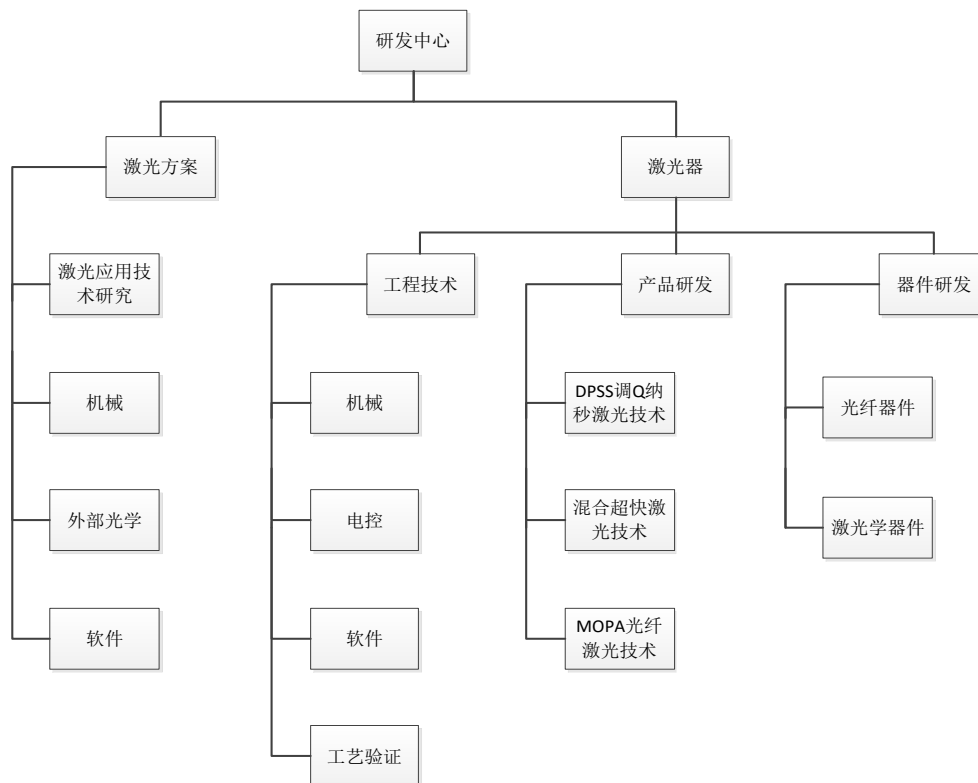 研发中心
激光方案
激光器
激光应用技
术研究
工程技术
产品研发
器件研发
机械
机械
DPSS调Q纳
秒激光技术
光纤器件
外部光学
电控
混合超快激
光技术
激光学器件
软件
软件
MOPA光纤
激光技术
工艺验证